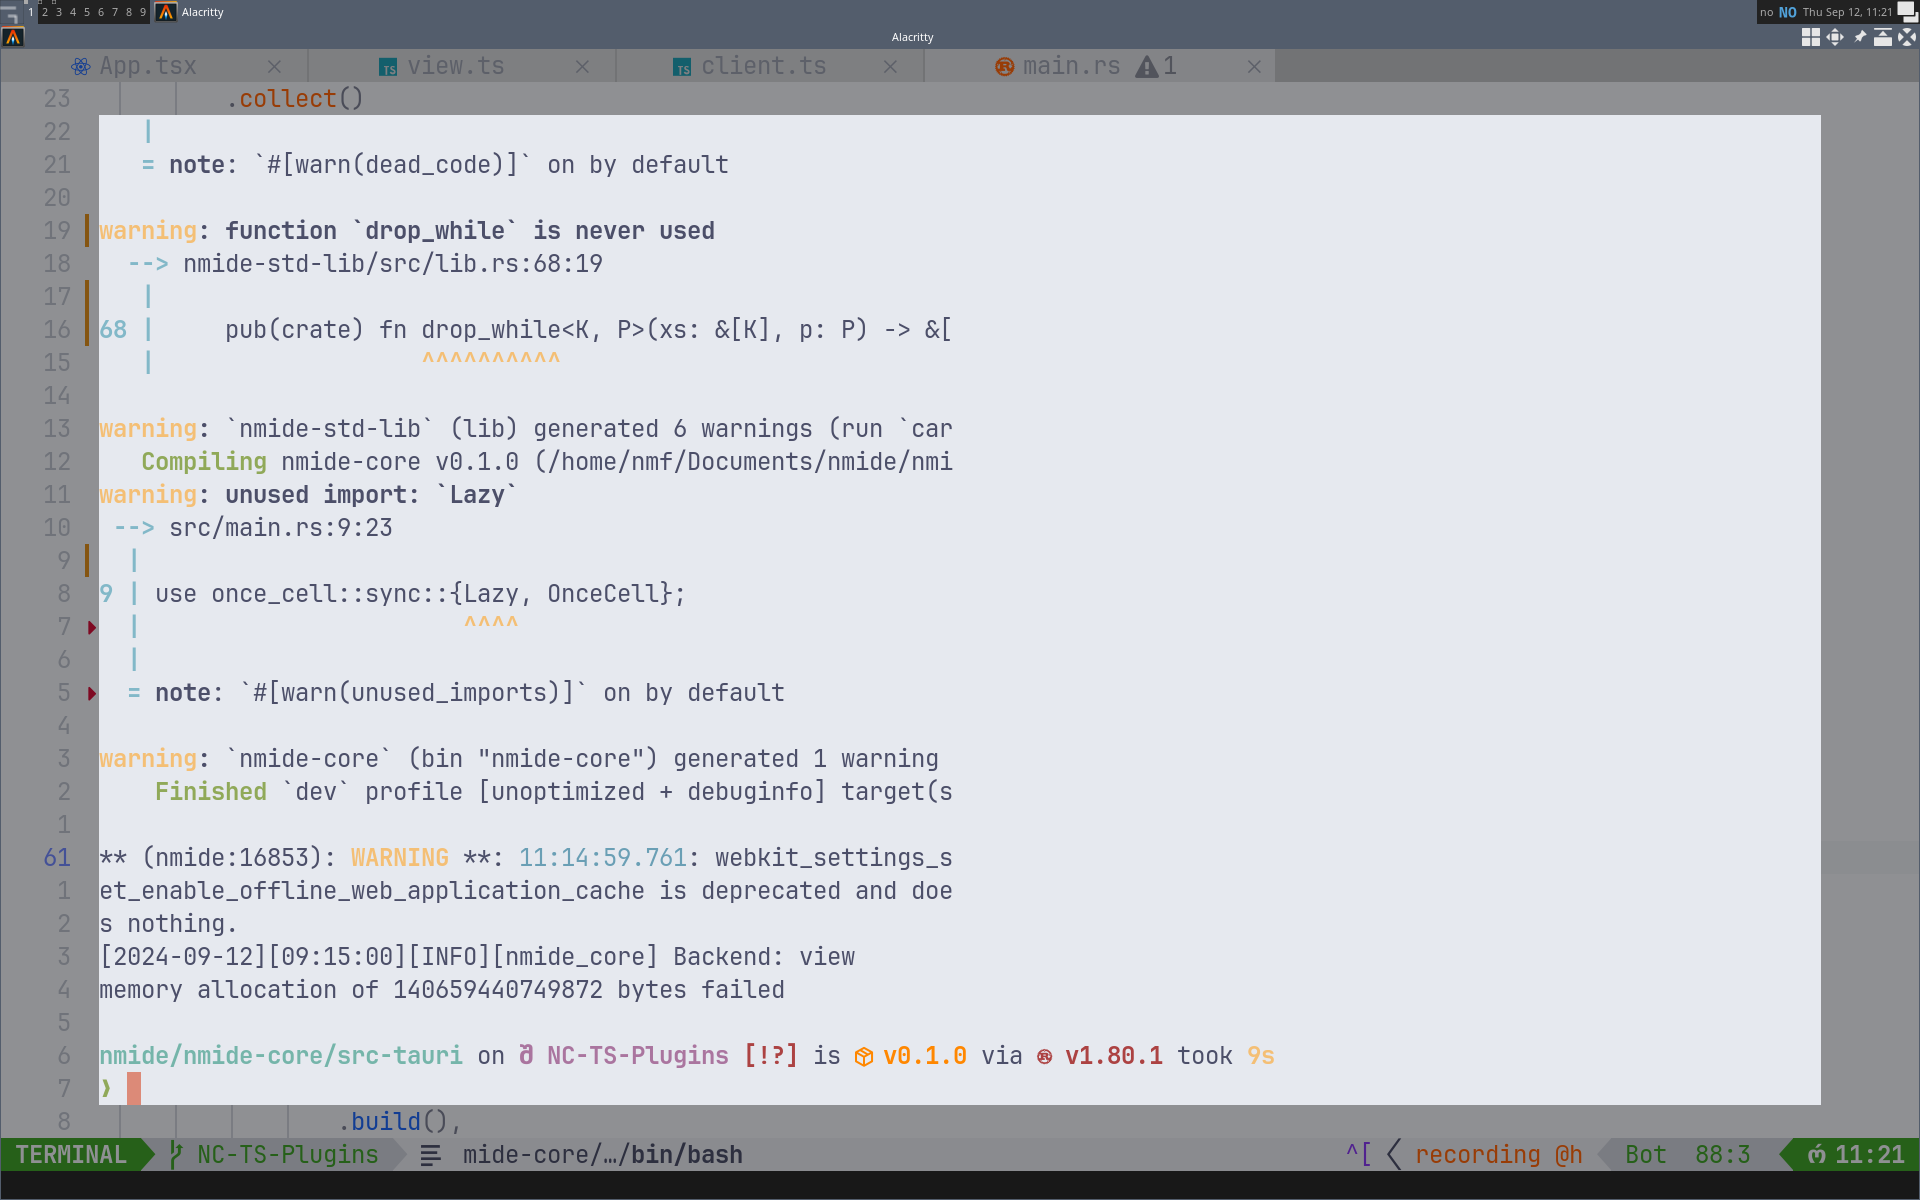 1 2 3 4 5 6 7 8 9 Alacritty no NO Thu Sep 12, 11:21
Alacritty
App.tsx view.ts client.ts main.rs 1
23 .collect()
22 |
21 = note: `#[warn(dead_code)]` on by default
20
19 warning: function `drop_while` is never used
18 --> nmide-std-lib/src/lib.rs:68:19
17 |
16 68 | pub(crate) fn drop_while<K, P>(xs: &[K], p: P) -> &[
15 | ^^^^^^^^^^
14
13 warning: `nmide-std-lib` (lib) generated 6 warnings (run `car
12 Compiling nmide-core v0.1.0 (/home/nmf/Documents/nmide/nmi
11 warning: unused import: `Lazy`
10 --> src/main.rs:9:23
9 |
8 9 | use once_cell::sync::{Lazy, OnceCell};
7 | ^^^^
6 |
5 = note: `#[warn(unused_imports)]` on by default
4
3 warning: `nmide-core` (bin "nmide-core") generated 1 warning
2 Finished `dev` profile [unoptimized + debuginfo] target(s
1
61 ** (nmide:16853): WARNING **: 11:14:59.761: webkit_settings_s
1 et_enable_offline_web_application_cache is deprecated and doe
2 s nothing.
3 [2024-09-12][09:15:00][INFO][nmide_core] Backend: view
4 memory allocation of 140659440749872 bytes failed
5
6 nmide/nmide-core/src-tauri on NC-TS-Plugins [!?] is v0.1.0 via v1.80.1 took 9s
7 ❯
8 .build(),
TERMINAL NC-TS-Plugins mide-core/…/bin/bash ^[ recording @h Bot 88:3 11:21